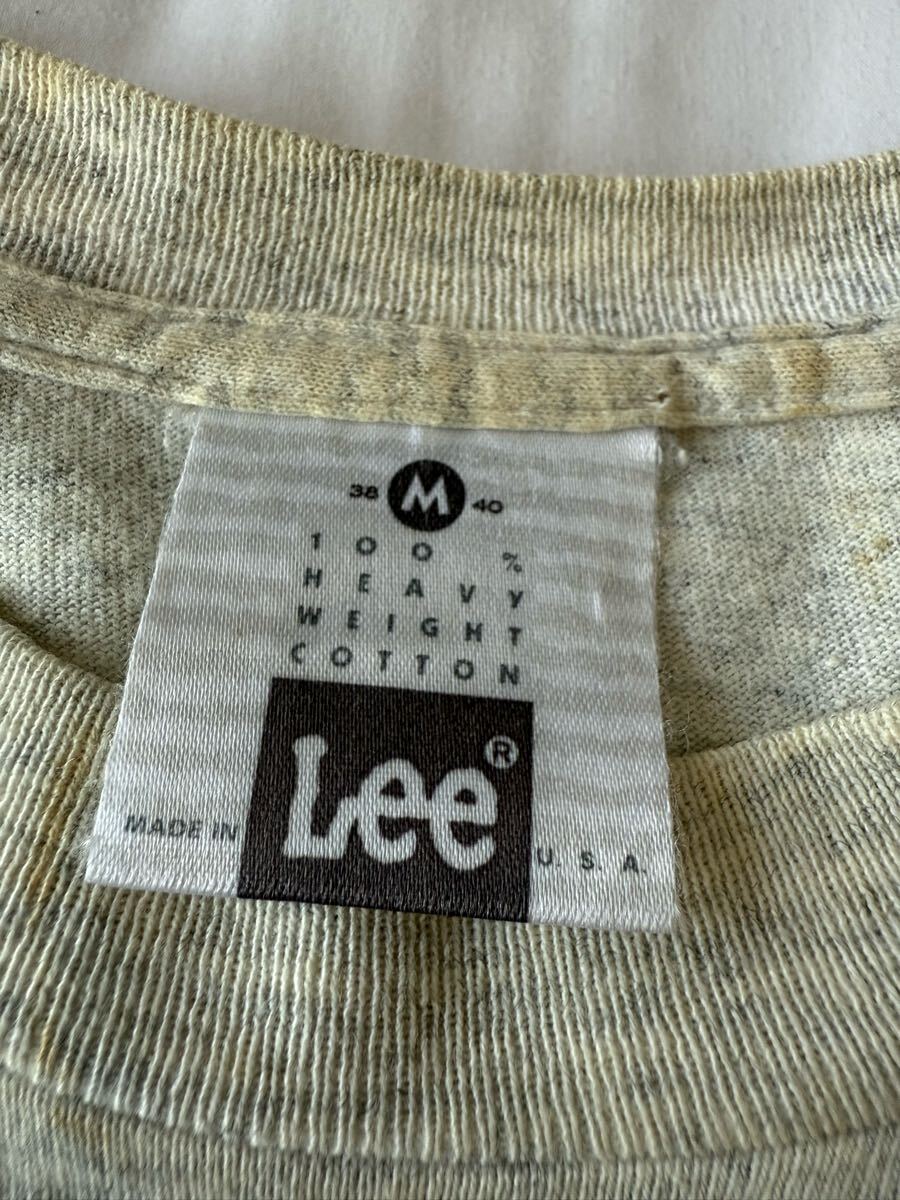 38 M 40
100%
HEAVY
WEIGHT
COTTON
Lee®
MADE IN U.S.A.